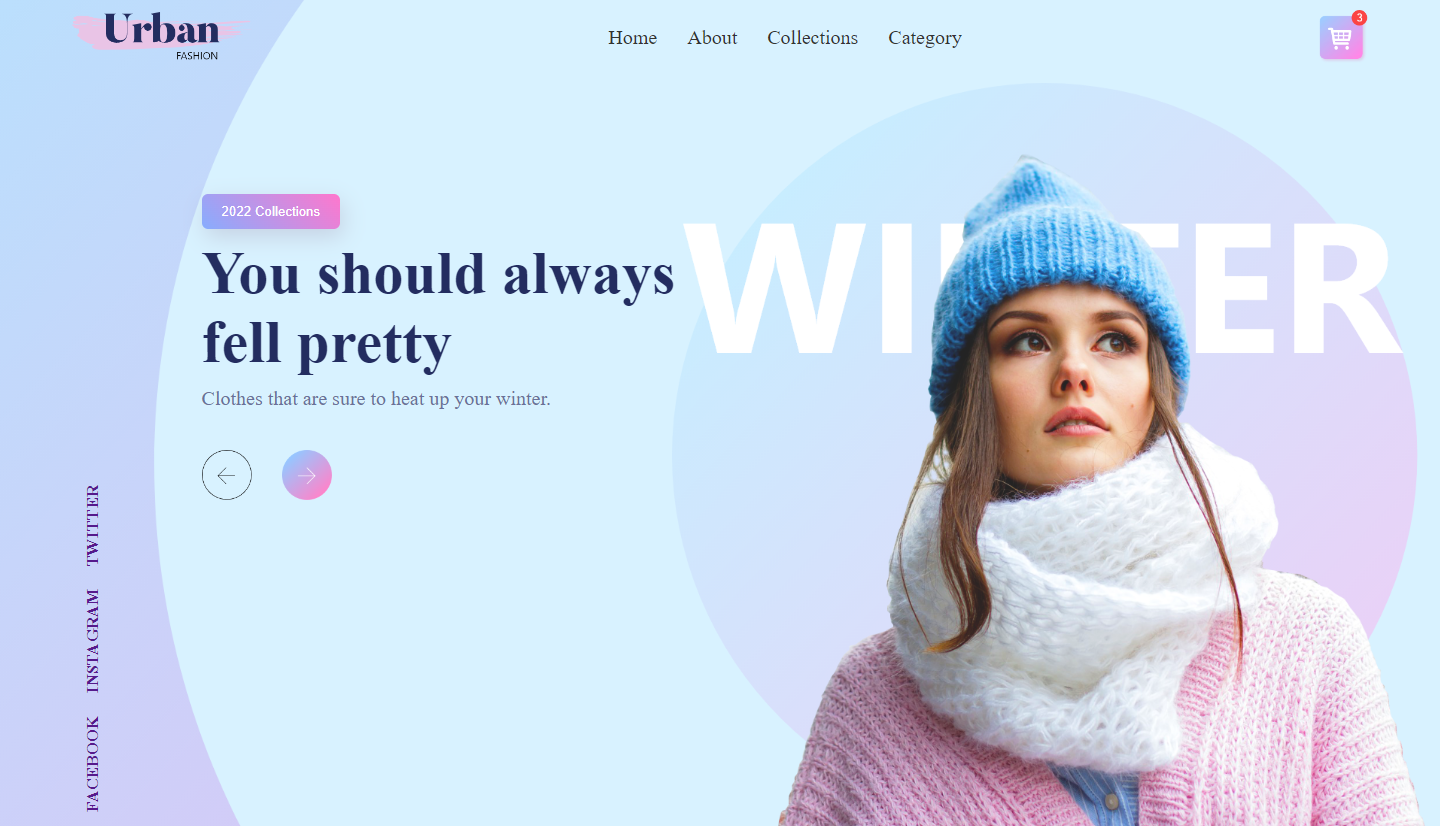 Urban
FASHION
Home About Collections Category
3
2022 Collections
You should always
fell pretty
Clothes that are sure to heat up your winter.
WI TER
TWITTER
INSTAGRAM
FACEBOOK